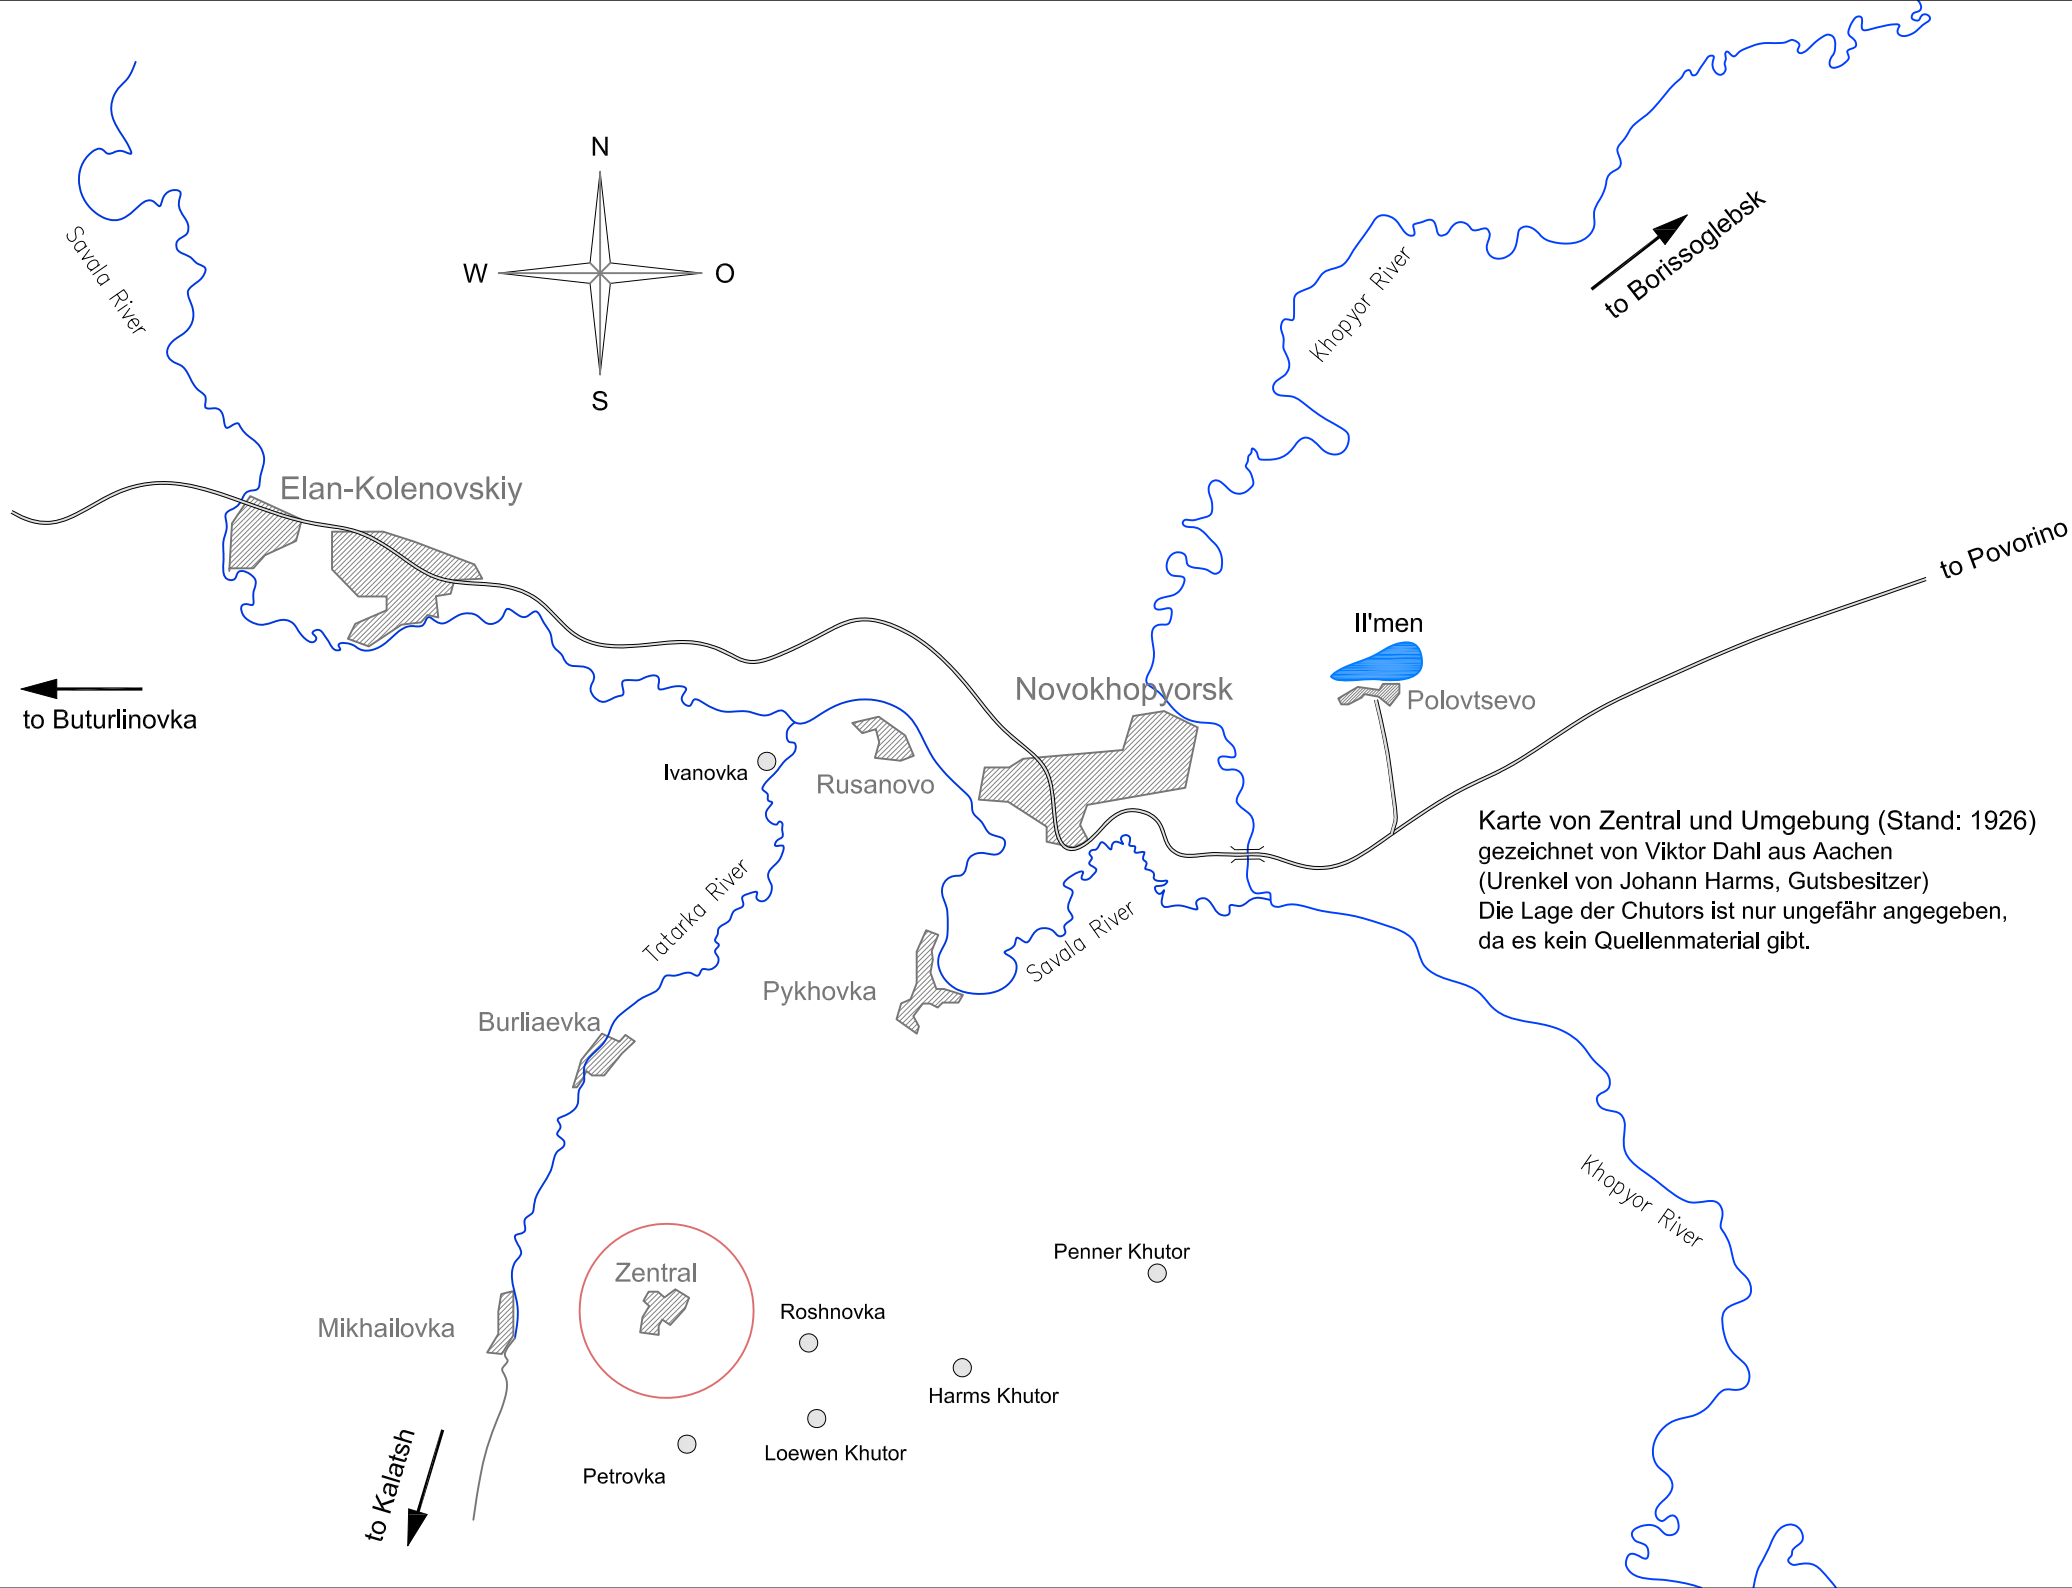 N
Savala River
to Borissoglebsk
W
O
Khopyor River
S
Elan-Kolenovskiy
to Povorino
Il'men
Novokhopyorsk
Polovtsevo
to Buturlinovka
Ivanovka
Rusanovo
Karte von Zentral und Umgebung (Stand: 1926)
gezeichnet von Viktor Dahl aus Aachen
(Urenkel von Johann Harms, Gutsbesitzer)
Die Lage der Chutors ist nur ungefähr angegeben,
da es kein Quellenmaterial gibt.
Tatarka River
Savala River
Pykhovka
Burliaevka
Khopyor River
Penner Khutor
Zentral
Roshnovka
Mikhailovka
Harms Khutor
Loewen Khutor
Petrovka
to Kalatsh